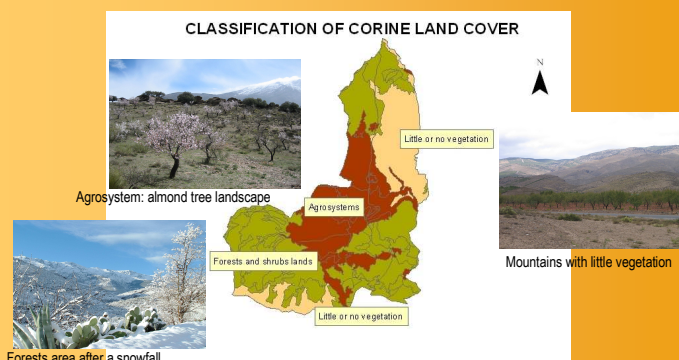 CLASSIFICATION OF CORINE LAND COVER
N
Little or no vegetation
Agrosystem: almond tree landscape
Agrosystems
Forests and shrubs lands
Mountains with little vegetation
Little or no vegetation
Forests area after a snowfall